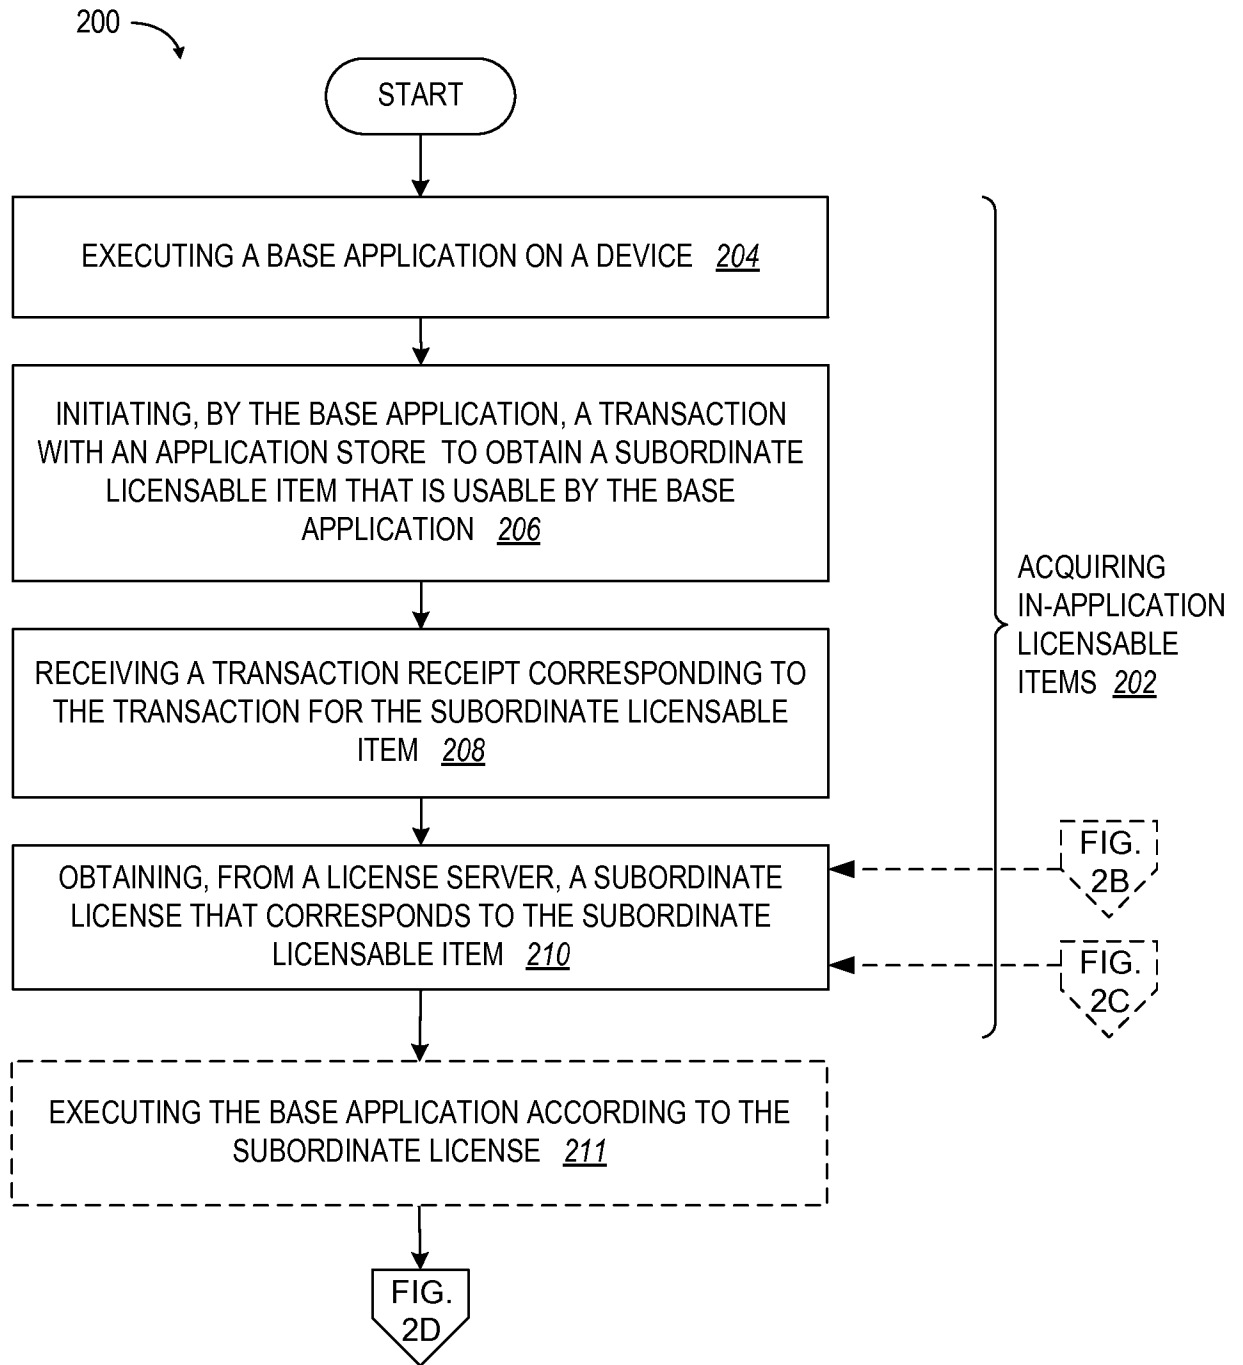 200
START
EXECUTING A BASE APPLICATION ON A DEVICE 204
INITIATING, BY THE BASE APPLICATION, A TRANSACTION
WITH AN APPLICATION STORE TO OBTAIN A SUBORDINATE
LICENSABLE ITEM THAT IS USABLE BY THE BASE
APPLICATION 206
RECEIVING A TRANSACTION RECEIPT CORRESPONDING TO
THE TRANSACTION FOR THE SUBORDINATE LICENSABLE
ITEM 208
OBTAINING, FROM A LICENSE SERVER, A SUBORDINATE
LICENSE THAT CORRESPONDS TO THE SUBORDINATE
LICENSABLE ITEM 210
EXECUTING THE BASE APPLICATION ACCORDING TO THE
SUBORDINATE LICENSE 211
FIG.
2D
ACQUIRING
IN-APPLICATION
LICENSABLE
ITEMS 202
FIG.
2B
FIG.
2C